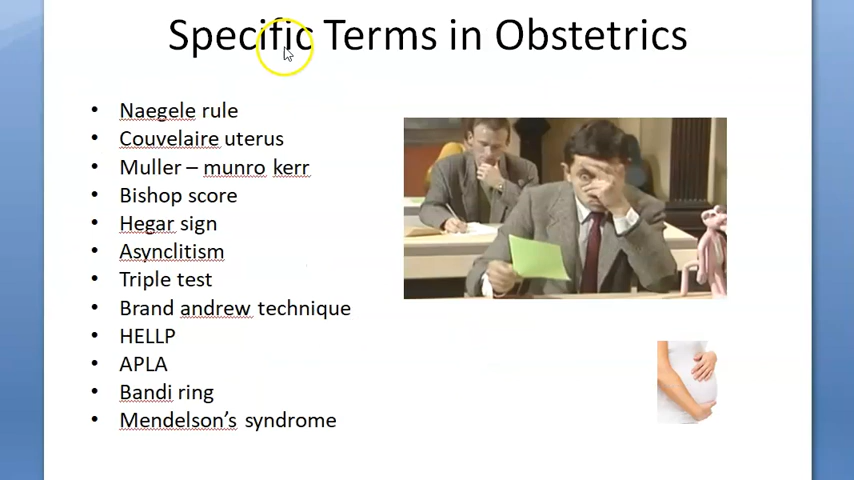 Specific Terms in Obstetrics
• Naegele rule
• Couvelaire uterus
• Muller – munro kerr
• Bishop score
• Hegar sign
• Asynclitism
• Triple test
• Brand andrew technique
• HELLP
• APLA
• Bandi ring
• Mendelson’s syndrome